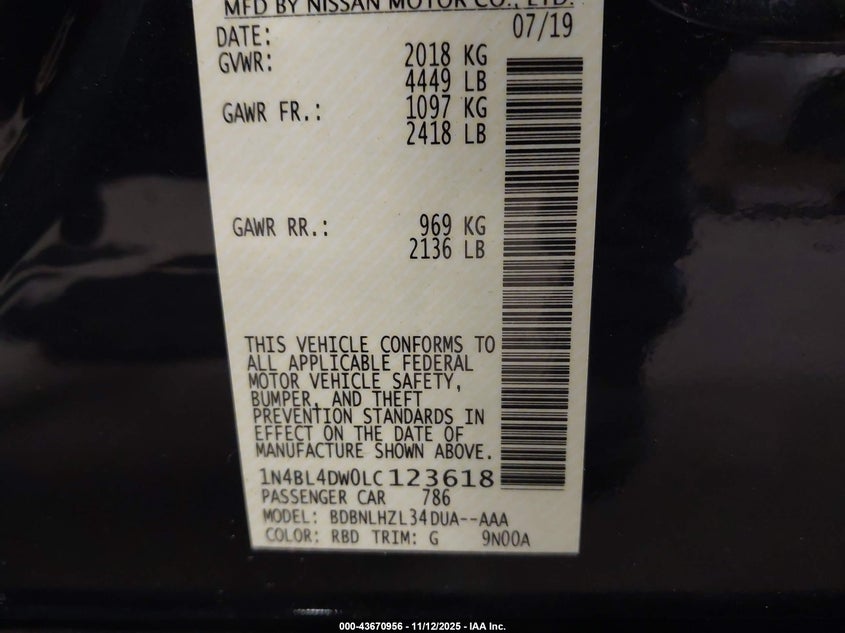 MFD BY NISSAN MOTOR CO., LTD.
DATE: 07/19
GVWR: 2018 KG
4449 LB
GAWR FR.: 1097 KG
2418 LB
GAWR RR.: 969 KG
2136 LB
THIS VEHICLE CONFORMS TO
ALL APPLICABLE FEDERAL
MOTOR VEHICLE SAFETY,
BUMPER, AND THEFT
PREVENTION STANDARDS IN
EFFECT ON THE DATE OF
MANUFACTURE SHOWN ABOVE.
1N4BL4DW0LC123618
PASSENGER CAR 786
MODEL: BDBNLHZL34DUA--AAA
COLOR: RBD TRIM: G 9N00A
000-43670956 - 11/12/2025 - IAA Inc.